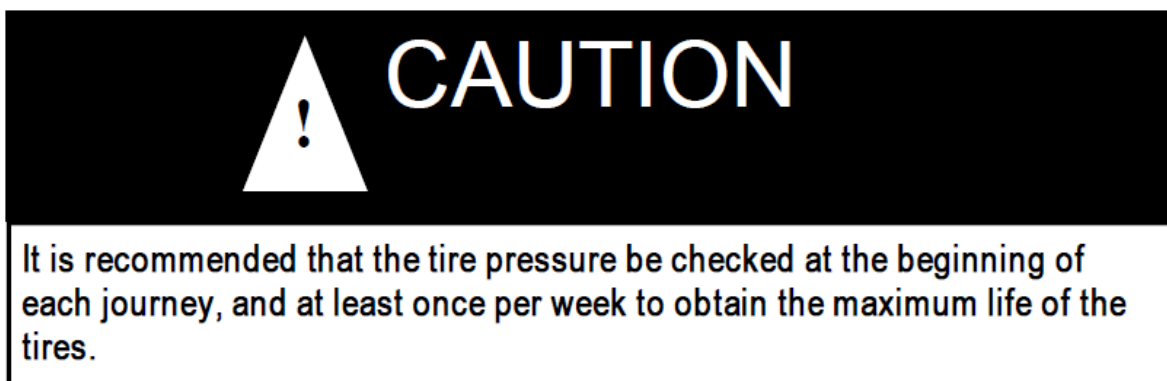 ! CAUTION
It is recommended that the tire pressure be checked at the beginning of
each journey, and at least once per week to obtain the maximum life of the
tires.